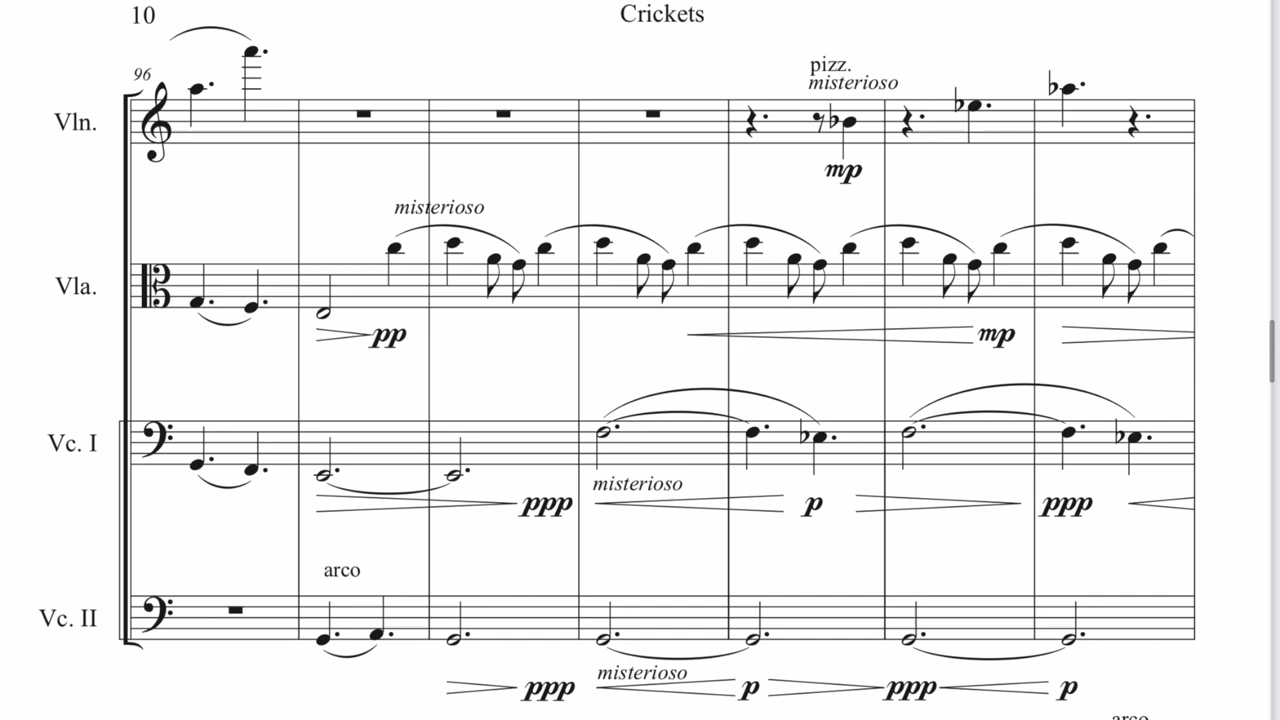 10
Crickets
96
pizz.
misterioso
Vln.
mp
misterioso
Vla.
pp
mp
Vc. I
misterioso
ppp
p
ppp
arco
Vc. II
misterioso
ppp
p
ppp
p
arco